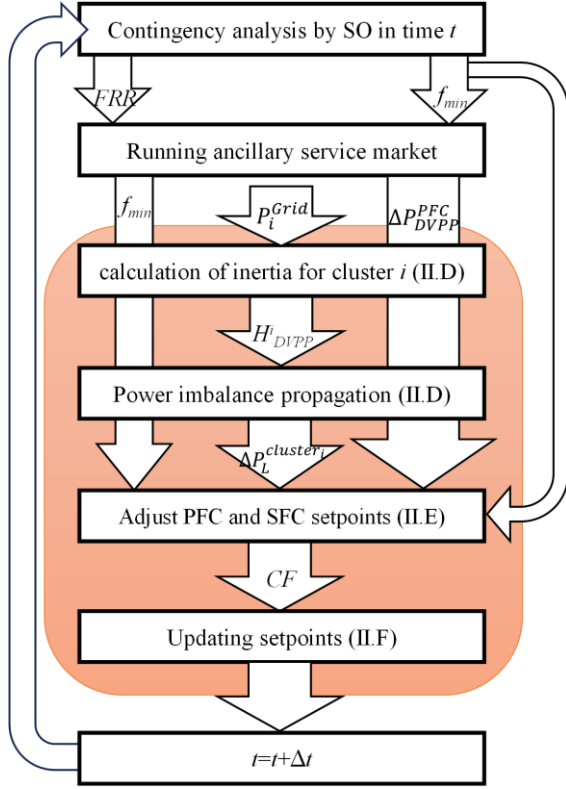 Contingency analysis by SO in time t
FRR
f_min
Running ancillary service market
f_min
P_i^Grid
ΔP_DVPP^PFC
calculation of inertia for cluster i (II.D)
H^i_DVPP
Power imbalance propagation (II.D)
ΔP_L^cluster_i
Adjust PFC and SFC setpoints (II.E)
CF
Updating setpoints (II.F)
t=t+Δt